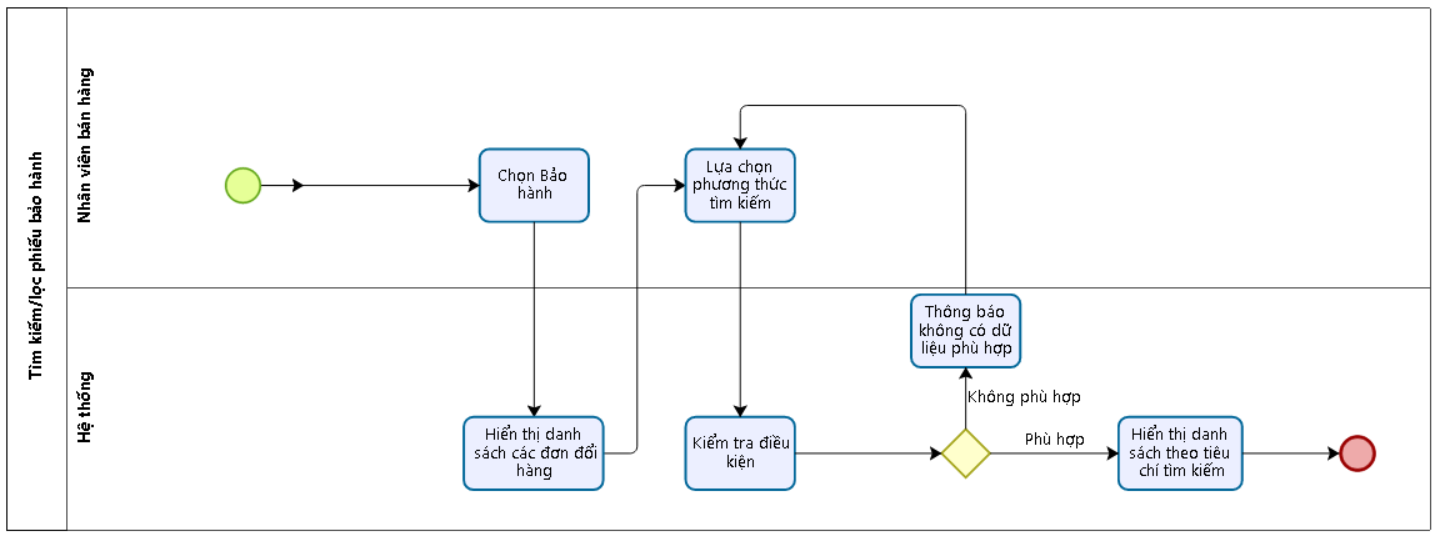 Tìm kiếm/lọc phiếu bảo hành
Nhân viên bán hàng
Chọn Bảo
hành
Lựa chọn
phương thức
tìm kiếm
Hệ thống
Thông báo
không có dữ
liệu phù hợp
Không phù hợp
Hiển thị danh
sách các đơn đổi
hàng
Kiểm tra điều
kiện
Phù hợp
Hiển thị danh
sách theo tiêu
chí tìm kiếm